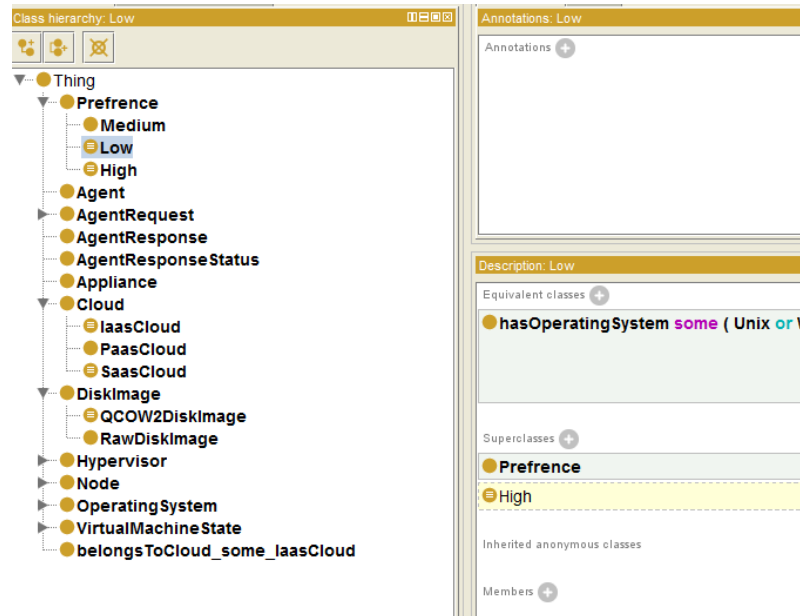 Class hierarchy: Low
Thing
Prefrence
Medium
Low
High
Agent
AgentRequest
AgentResponse
AgentResponseStatus
Appliance
Cloud
IaasCloud
PaasCloud
SaasCloud
DiskImage
QCOW2DiskImage
RawDiskImage
Hypervisor
Node
OperatingSystem
VirtualMachineState
belongsToCloud_some_IaasCloud
Annotations: Low
Annotations
Description: Low
Equivalent classes
hasOperatingSystem some ( Unix or
Superclasses
Prefrence
High
Inherited anonymous classes
Members